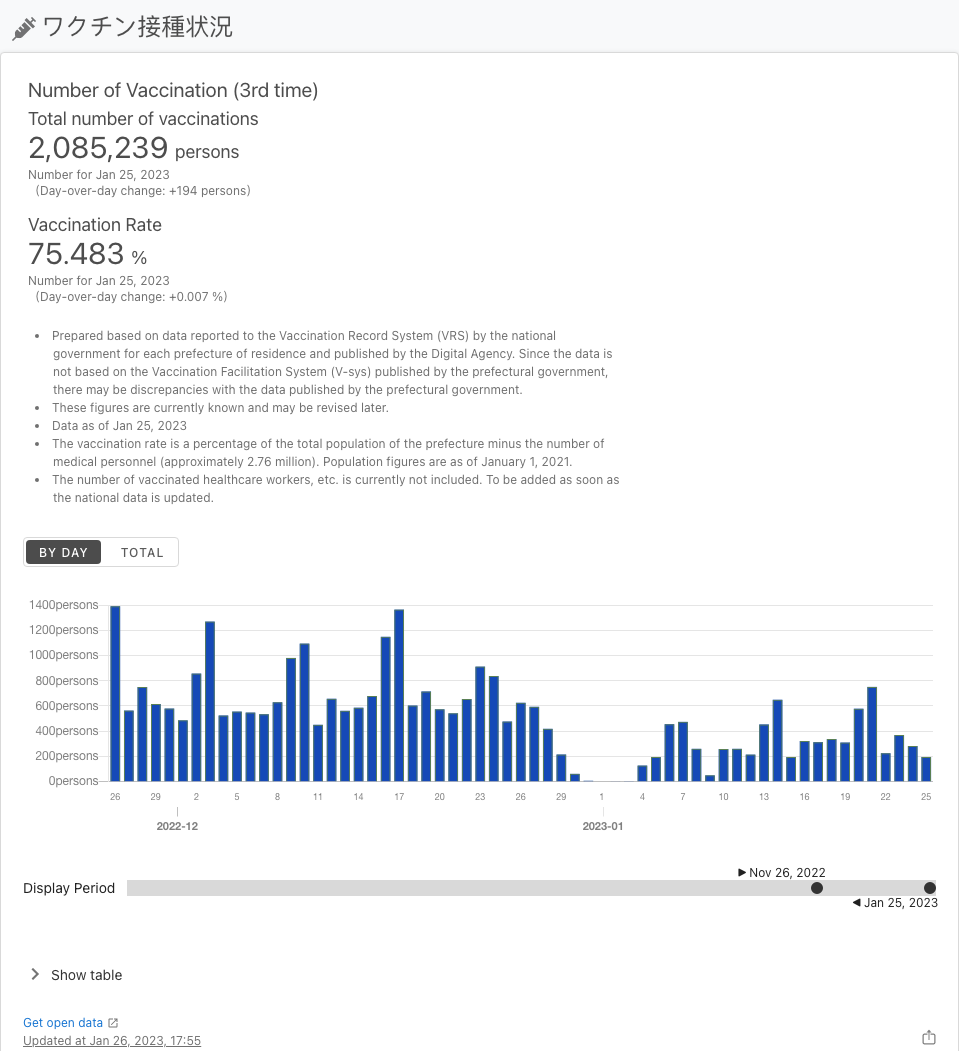 ワクチン接種状況
Number of Vaccination (3rd time)
Total number of vaccinations
2,085,239 persons
Number for Jan 25, 2023
(Day-over-day change: +194 persons)
Vaccination Rate
75.483 %
Number for Jan 25, 2023
(Day-over-day change: +0.007 %)
• Prepared based on data reported to the Vaccination Record System (VRS) by the national
government for each prefecture of residence and published by the Digital Agency. Since the data is
not based on the Vaccination Facilitation System (V-sys) published by the prefectural government,
there may be discrepancies with the data published by the prefectural government.
• These figures are currently known and may be revised later.
• Data as of Jan 25, 2023
• The vaccination rate is a percentage of the total population of the prefecture minus the number of
medical personnel (approximately 2.76 million). Population figures are as of January 1, 2021.
• The number of vaccinated healthcare workers, etc. is currently not included. To be added as soon as
the national data is updated.
BY DAY TOTAL
1400persons
1200persons
1000persons
800persons
600persons
400persons
200persons
0persons
26 29 2 5 8 11 14 17 20 23 26 29 1 4 7 10 13 16 19 22 25
2022-12 2023-01
Nov 26, 2022
Display Period
Jan 25, 2023
Show table
Get open data
Updated at Jan 26, 2023, 17:55